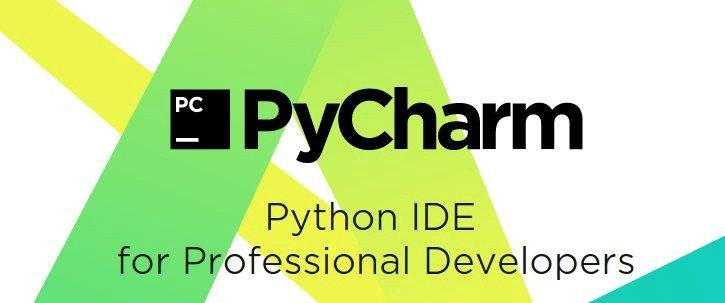 PC PyCharm
Python IDE
for Professional Developers